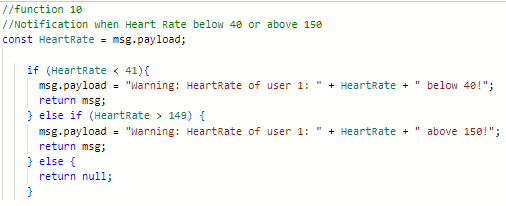 //function 10
//Notification when Heart Rate below 40 or above 150
const HeartRate = msg.payload;
if (HeartRate < 41){
msg.payload = "Warning: HeartRate of user 1: " + HeartRate + " below 40!";
return msg;
} else if (HeartRate > 149) {
msg.payload = "Warning: HeartRate of user 1: " + HeartRate + " above 150!";
return msg;
} else {
return null;
}